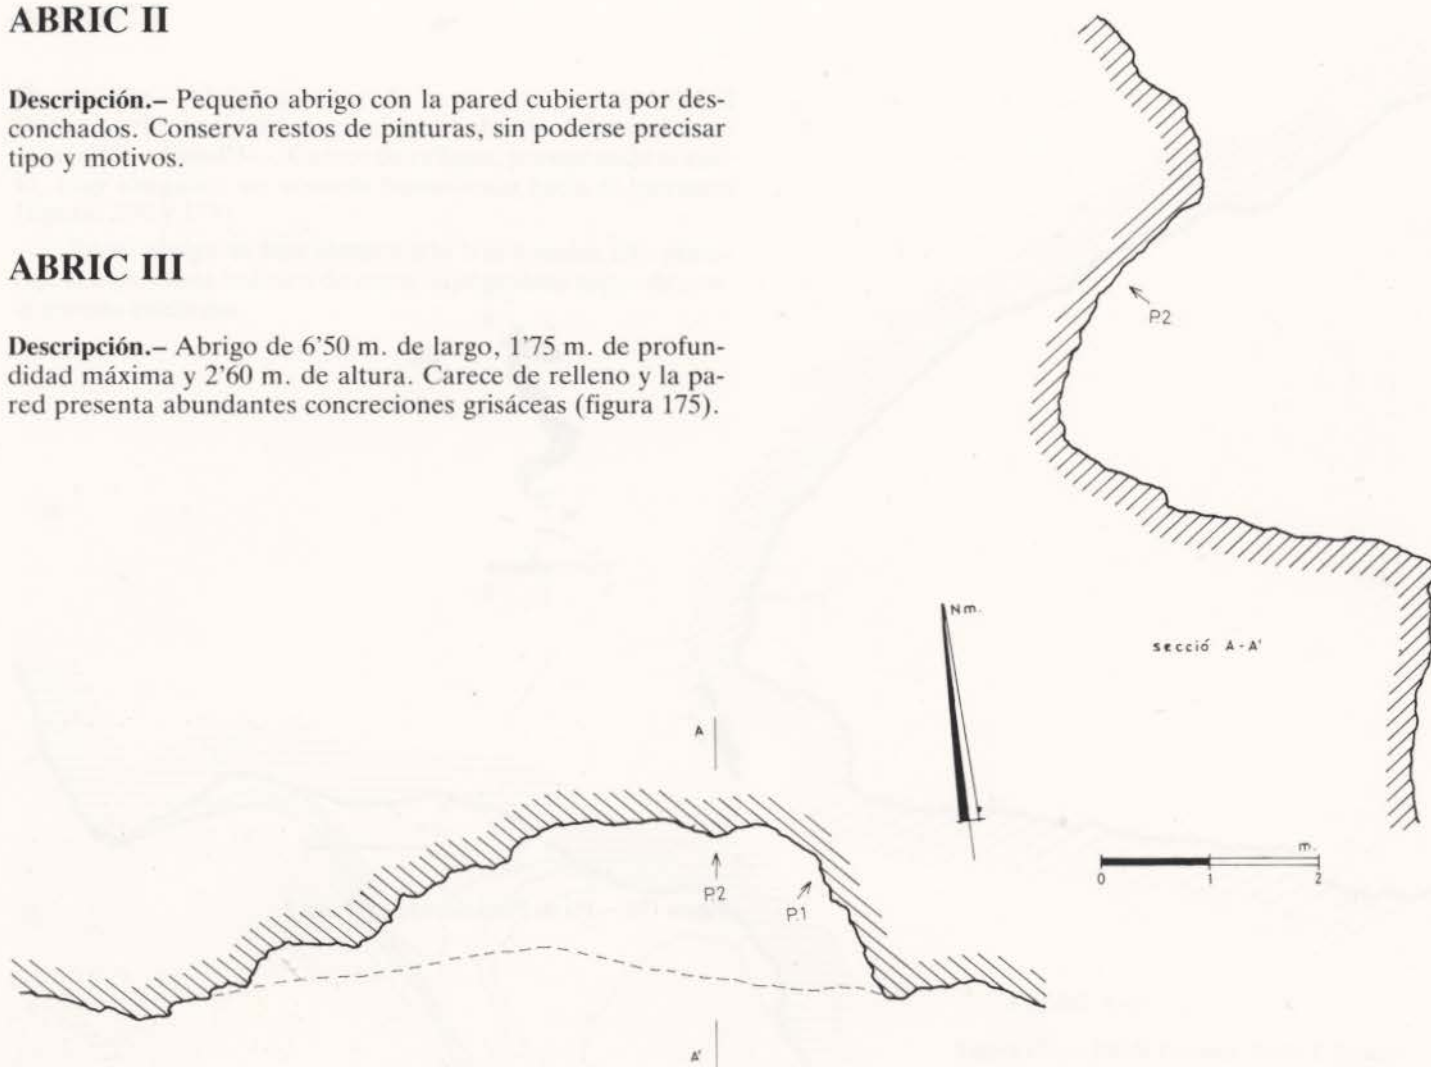 ABRIC II
Descripción.– Pequeño abrigo con la pared cubierta por des-
conchados. Conserva restos de pinturas, sin poderse precisar
tipo y motivos.
ABRIC III
Descripción.– Abrigo de 6'50 m. de largo, 1'75 m. de profun-
didad máxima y 2'60 m. de altura. Carece de relleno y la pa-
red presenta abundantes concreciones grisáceas (figura 175).
P.2
Nm.
secció A-A'
m.
0 1 2
A
P.2
P.1
A'